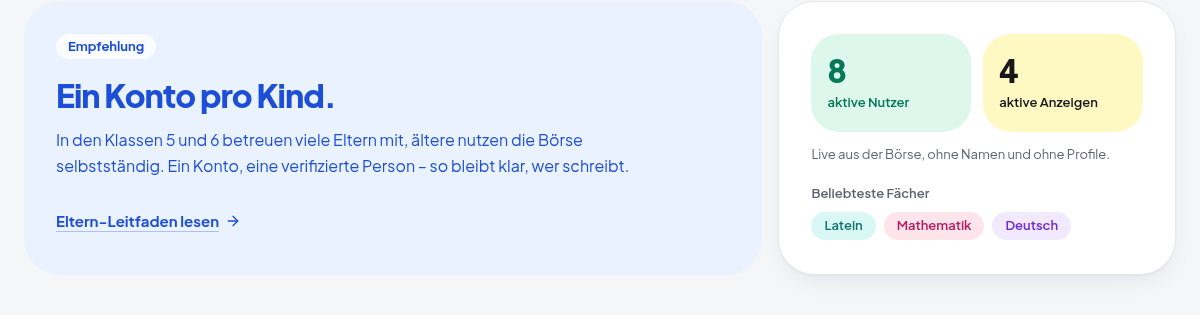 Empfehlung
Ein Konto pro Kind.
In den Klassen 5 und 6 betreuen viele Eltern mit, ältere nutzen die Börse
selbstständig. Ein Konto, eine verifizierte Person – so bleibt klar, wer schreibt.
Eltern-Leitfaden lesen →
8
aktive Nutzer
4
aktive Anzeigen
Live aus der Börse, ohne Namen und ohne Profile.
Beliebteste Fächer
Latein
Mathematik
Deutsch